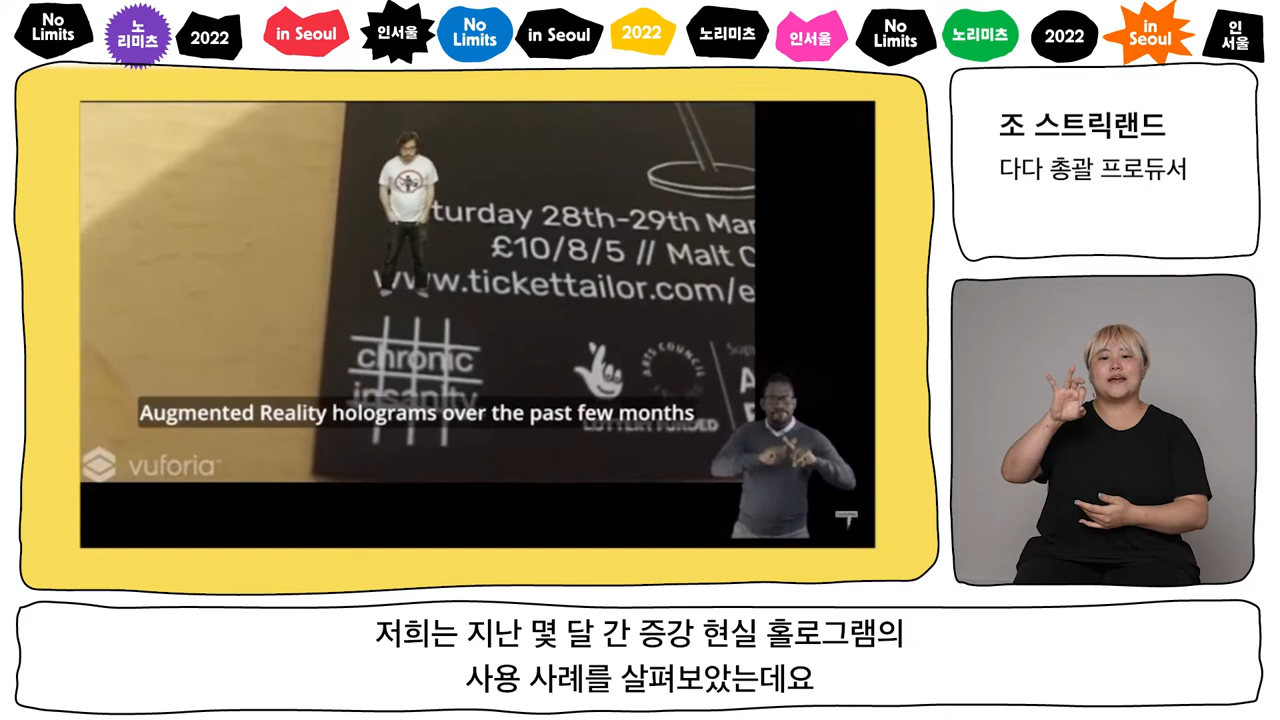 No
Limits
노
리미츠
2022
in Seoul
인서울
No
Limits
in Seoul
2022
노리미츠
인서울
No
Limits
노리미츠
2022
in
Seoul
인
서울
조 스트릭랜드
다다 총괄 프로듀서
turday 28th-29th Mar
£10/8/5 // Malt C
www.tickettailor.com/e
chronic
insanity
ARTS COUNCIL
LOTTERY FUNDED
Augmented Reality holograms over the past few months
vuforia
저희는 지난 몇 달 간 증강 현실 홀로그램의
사용 사례를 살펴보았는데요